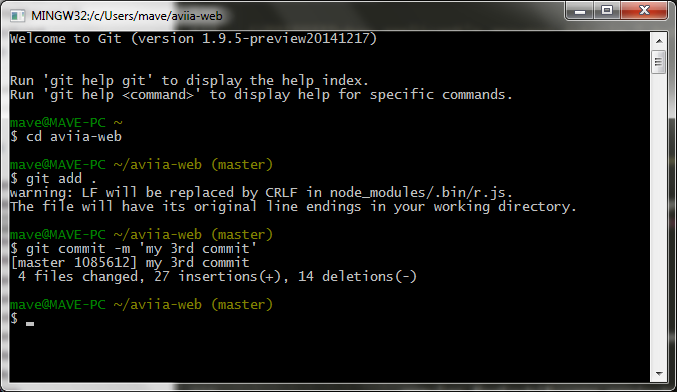 MINGW32:/c/Users/mave/aviia-web
Welcome to Git (version 1.9.5-preview20141217)
Run 'git help git' to display the help index.
Run 'git help <command>' to display help for specific commands.
mave@MAVE-PC ~
$ cd aviia-web
mave@MAVE-PC ~/aviia-web (master)
$ git add .
warning: LF will be replaced by CRLF in node_modules/.bin/r.js.
The file will have its original line endings in your working directory.
mave@MAVE-PC ~/aviia-web (master)
$ git commit -m 'my 3rd commit'
[master 1085612] my 3rd commit
 4 files changed, 27 insertions(+), 14 deletions(-)
mave@MAVE-PC ~/aviia-web (master)
$